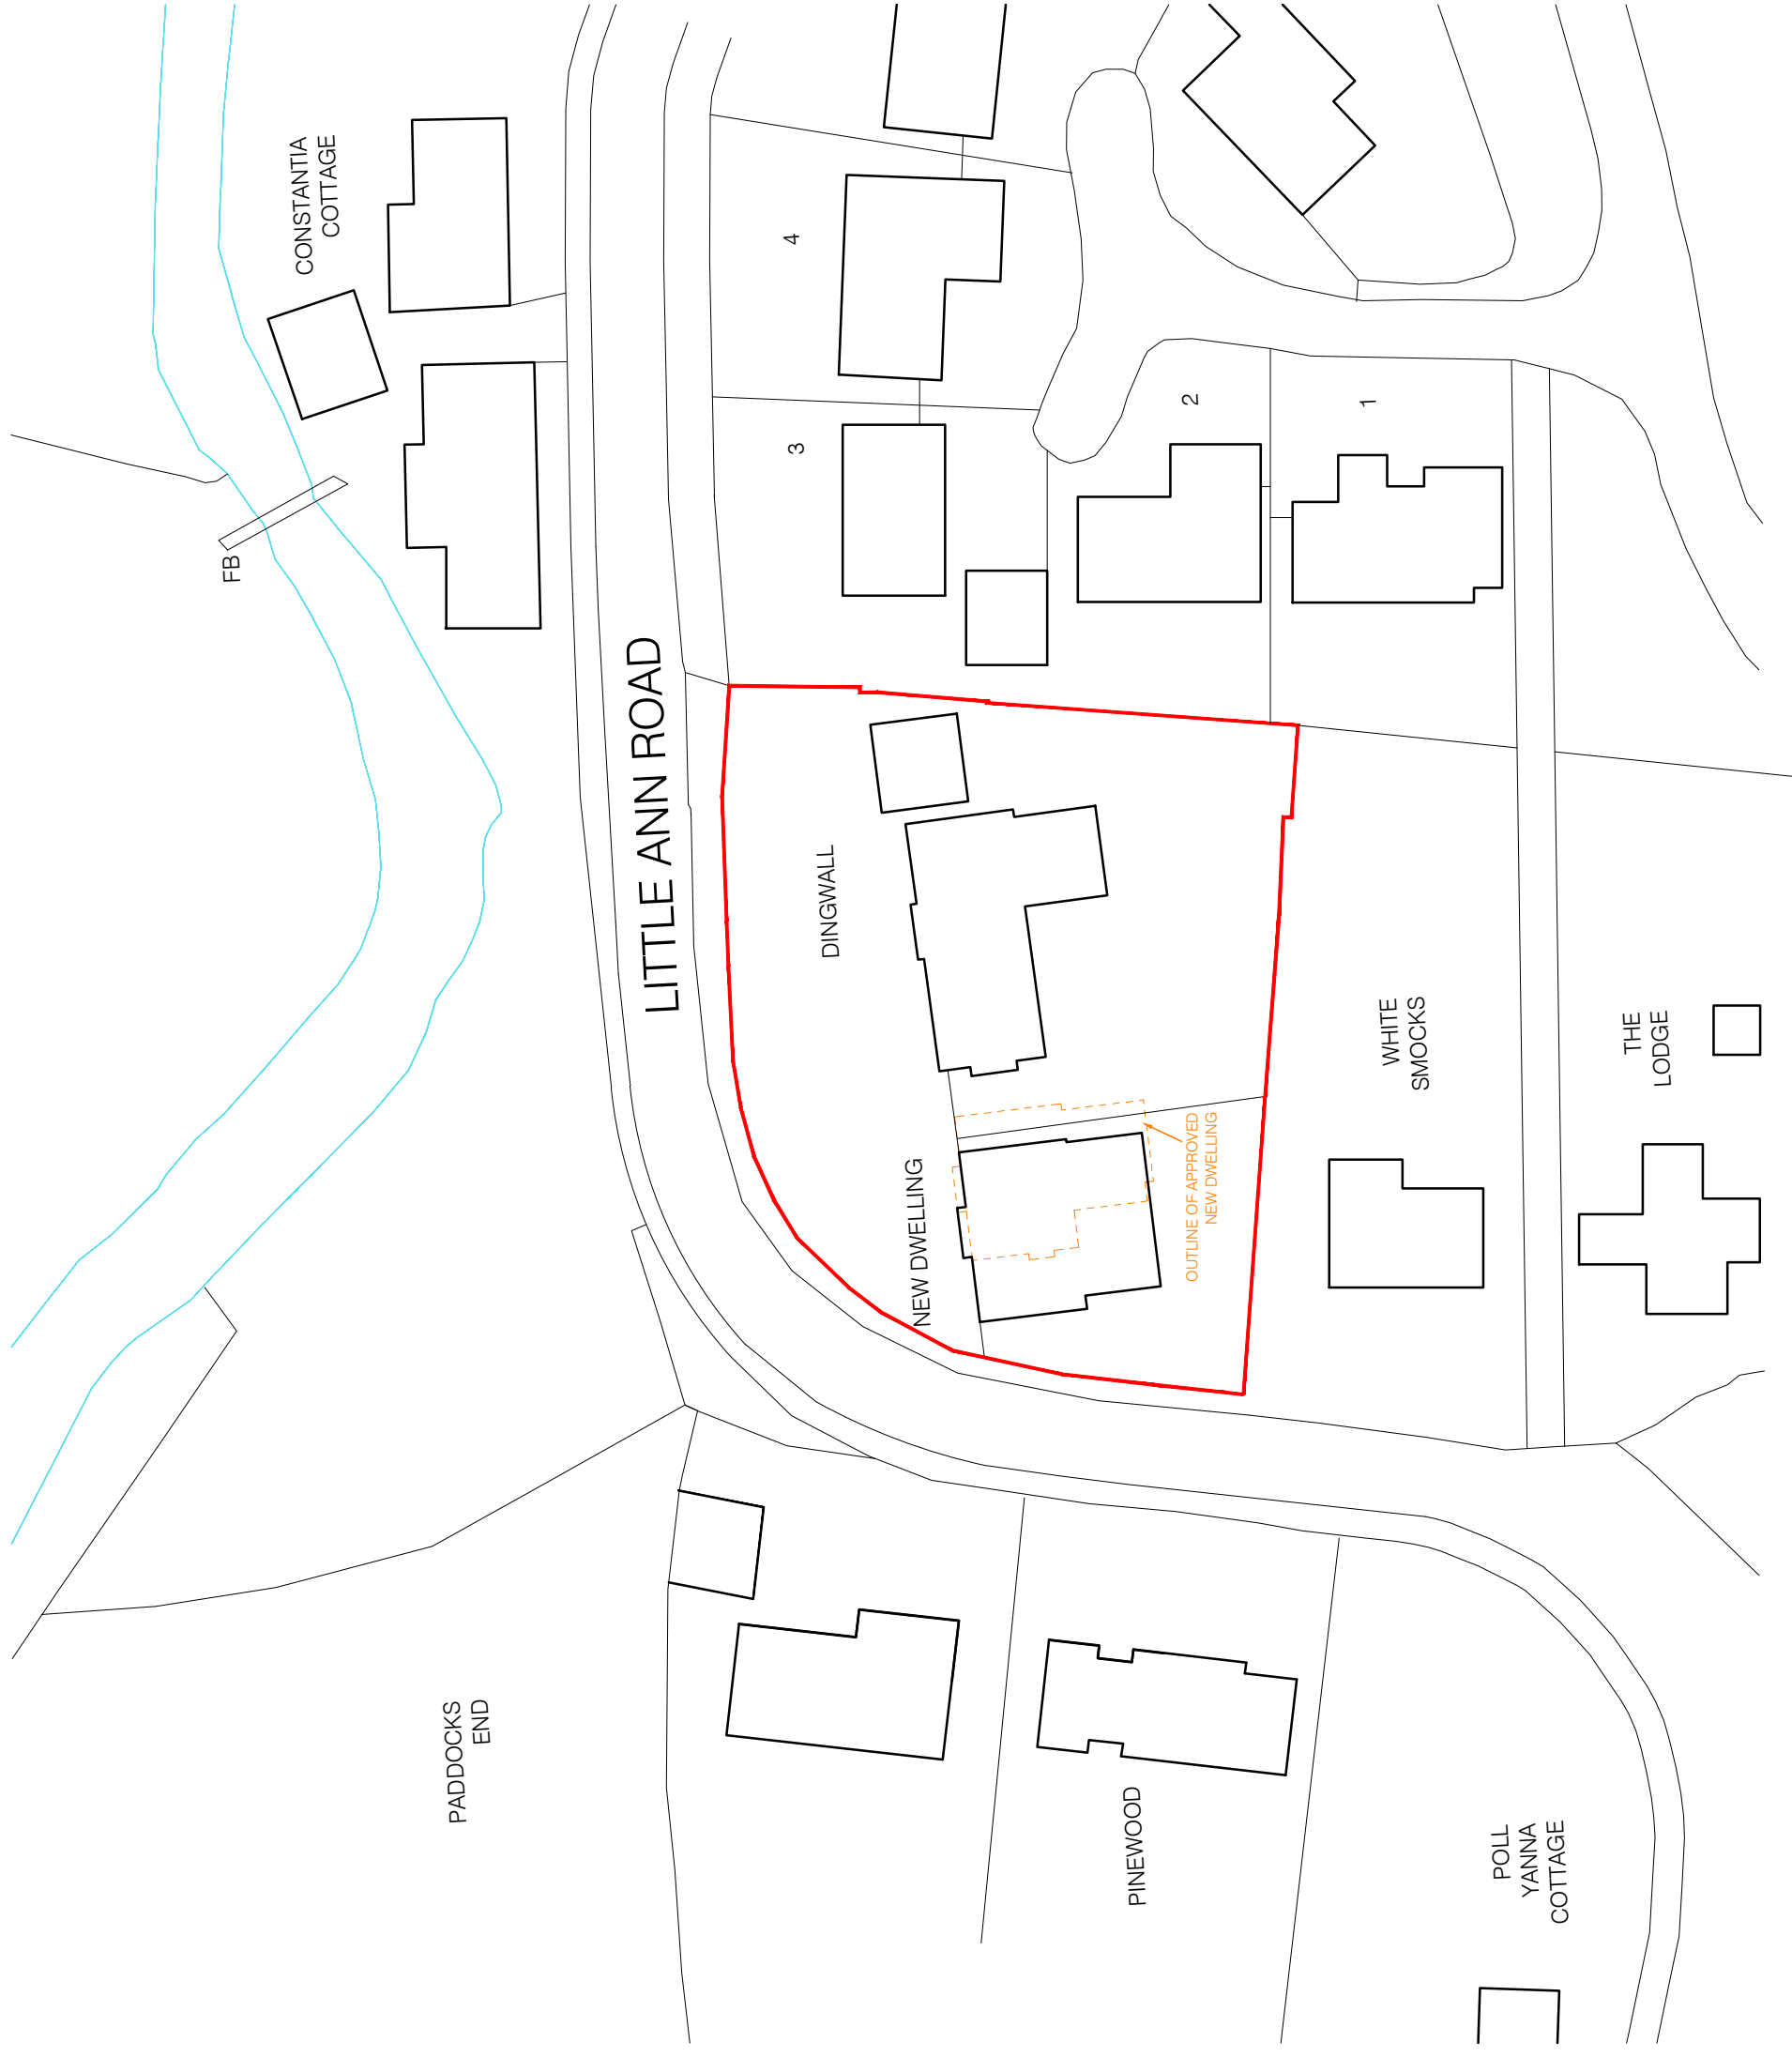 CONSTANTIA
COTTAGE
4
3
2
1
FB
LITTLE ANN ROAD
DINGWALL
WHITE
SMOCKS
THE
LODGE
NEW DWELLING
OUTLINE OF APPROVED
NEW DWELLING
PADDOCKS
END
PINEWOOD
POLL
YANNA
COTTAGE